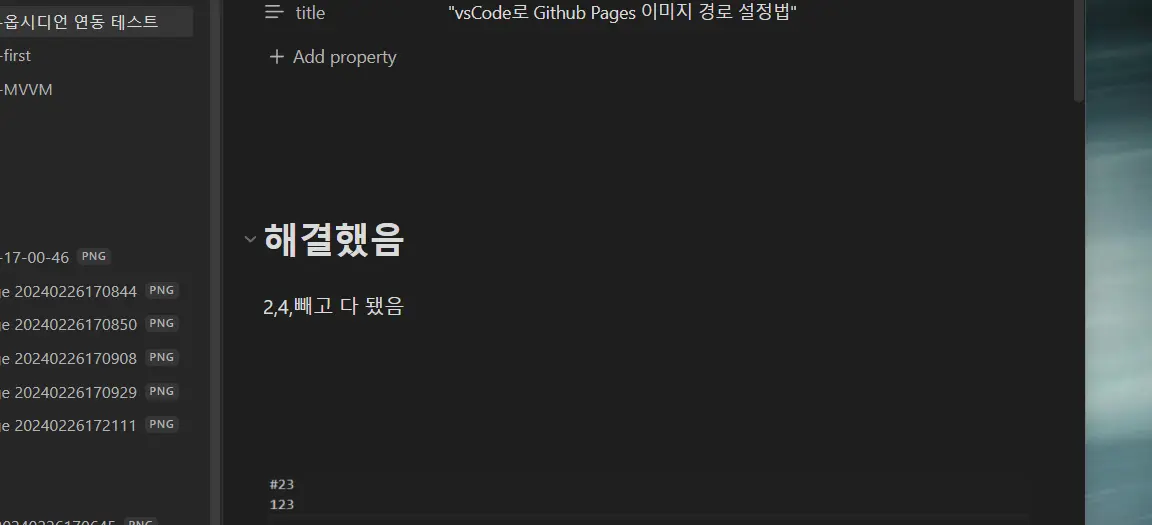 -옵시디언 연동 테스트
-first
-MVVM
-17-00-46 PNG
ge 20240226170844 PNG
ge 20240226170850 PNG
ge 20240226170908 PNG
ge 20240226170929 PNG
ge 20240226172111 PNG
20240226170645 PNG
title "vsCode로 Github Pages 이미지 경로 설정법"
Add property
해결했음
2,4,빼고 다 됐음
#23
123